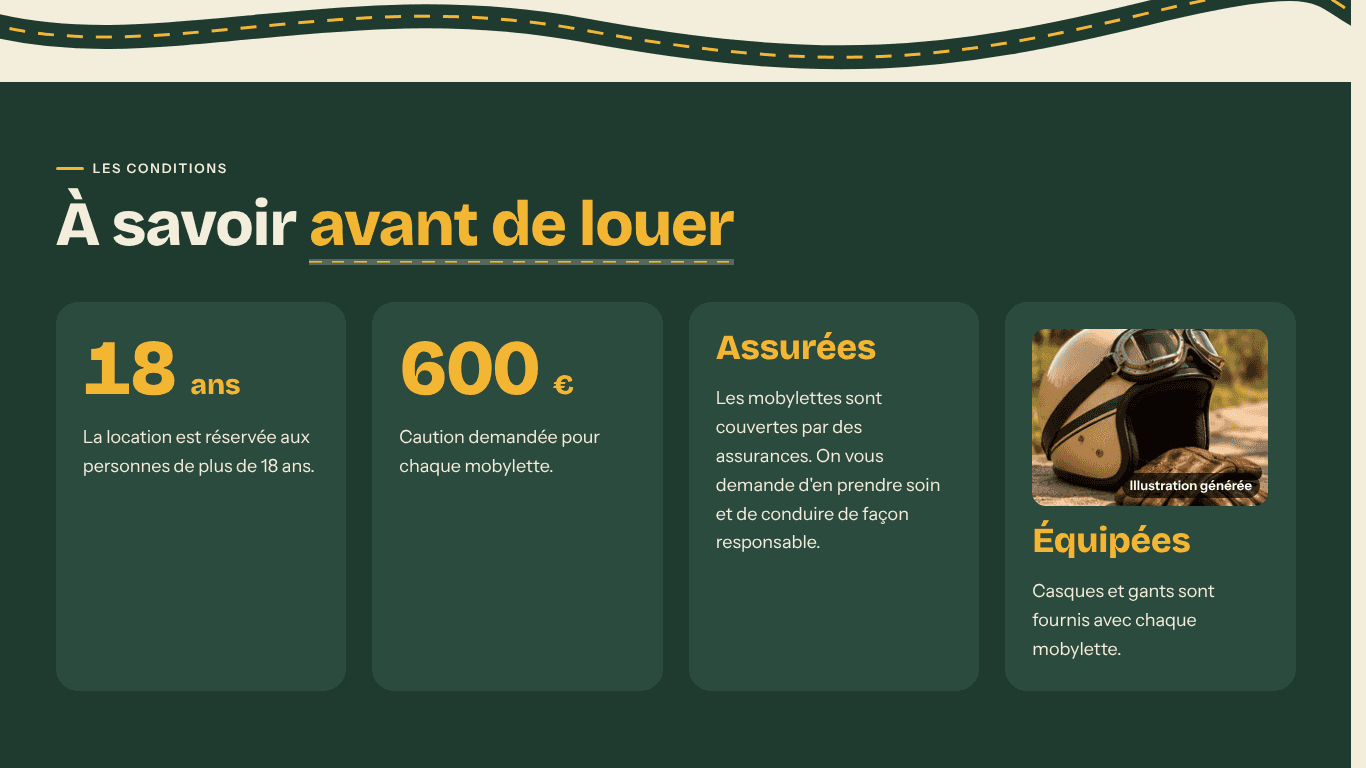 LES CONDITIONS
À savoir avant de louer
18 ans
La location est réservée aux
personnes de plus de 18 ans.
600 €
Caution demandée pour
chaque mobylette.
Assurées
Les mobylettes sont
couvertes par des
assurances. On vous
demande d'en prendre soin
et de conduire de façon
responsable.
Illustration générée
Équipées
Casques et gants sont
fournis avec chaque
mobylette.